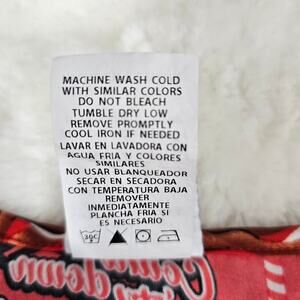 MACHINE WASH COLD
WITH SIMILAR COLORS
DO NOT BLEACH
TUMBLE DRY LOW
REMOVE PROMPTLY
COOL IRON IF NEEDED
LAVAR EN LAVADORA CON
AGUA FRIA Y COLORES
SIMILARES
NO USAR BLANQUEADOR
SECAR EN SECADORA
CON TEMPERATURA BAJA
REMOVER
INMEDIATAMENTE
PLANCHA FRIA SI
ES NECESARIO
30C
down